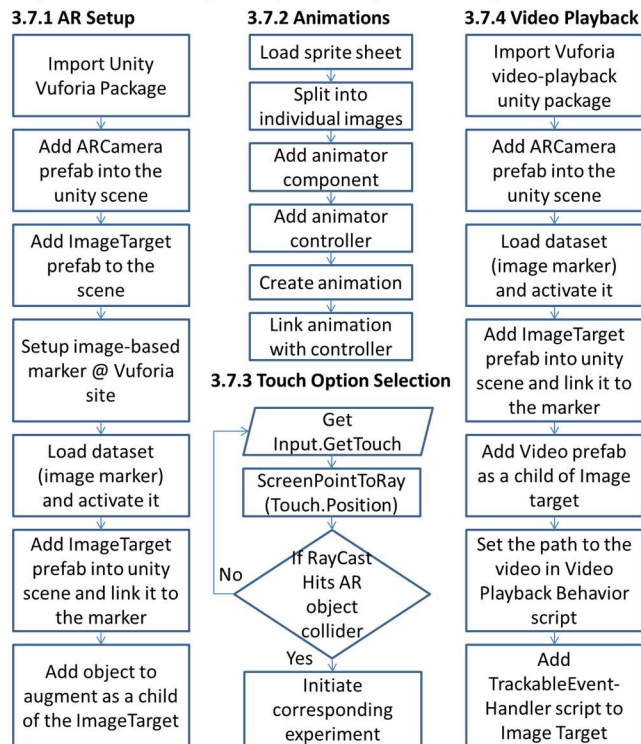 3.7.1 AR Setup
Import Unity
Vuforia Package
Add ARCamera
prefab into the
unity scene
Add ImageTarget
prefab to the
scene
Setup image-based
marker @ Vuforia
site
Load dataset
(image marker)
and activate it
Add ImageTarget
prefab into unity
scene and link it to
the marker
Add object to
augment as a child
of the ImageTarget
3.7.2 Animations
Load sprite sheet
Split into
individual images
Add animator
component
Add animator
controller
Create animation
Link animation
with controller
3.7.3 Touch Option Selection
Get
Input.GetTouch
ScreenPointToRay
(Touch.Position)
If RayCast
Hits AR
object
collider
No
Yes
Initiate
corresponding
experiment
3.7.4 Video Playback
Import Vuforia
video-playback
unity package
Add ARCamera
prefab into the
unity scene
Load dataset
(image marker)
and activate it
Add ImageTarget
prefab into unity
scene and link it to
the marker
Add Video prefab
as a child of Image
target
Set the path to the
video in Video
Playback Behavior
script
Add
TrackableEvent-
Handler script to
Image Target